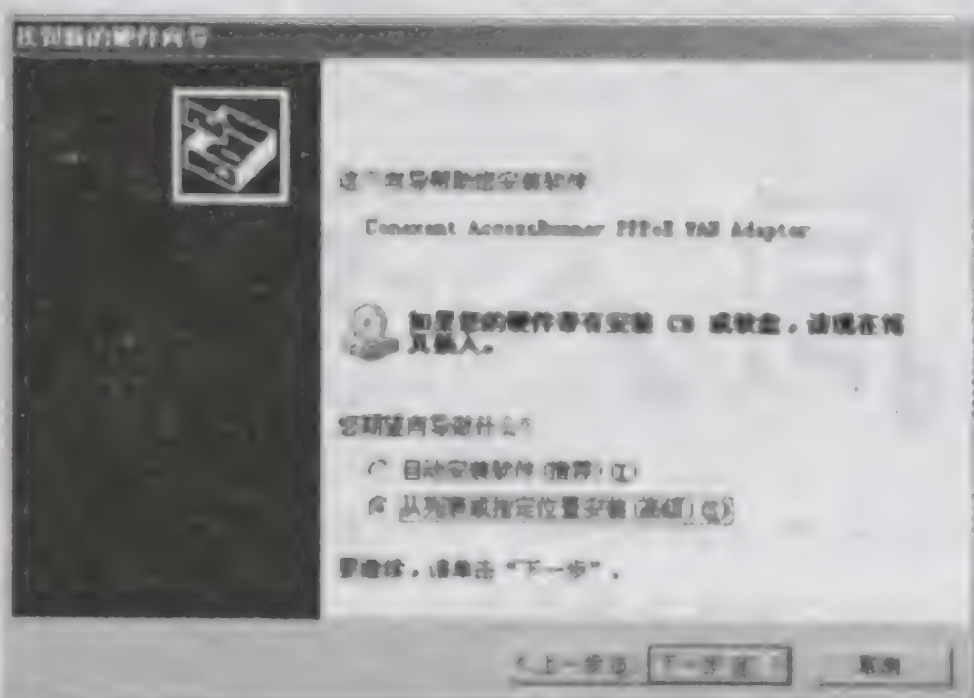 找到新的硬件向导
这个向导帮助您安装软件:
Conexant AccessRunner PPPoE WAN Adapter
如果您的硬件带有安装 CD 或软盘，请现在将
其插入。
您期望向导做什么?
自动安装软件(推荐)(I)
从列表或指定位置安装(高级)(S)
要继续，请单击“下一步”。
<上一步(B)
下一步(N)>
取消